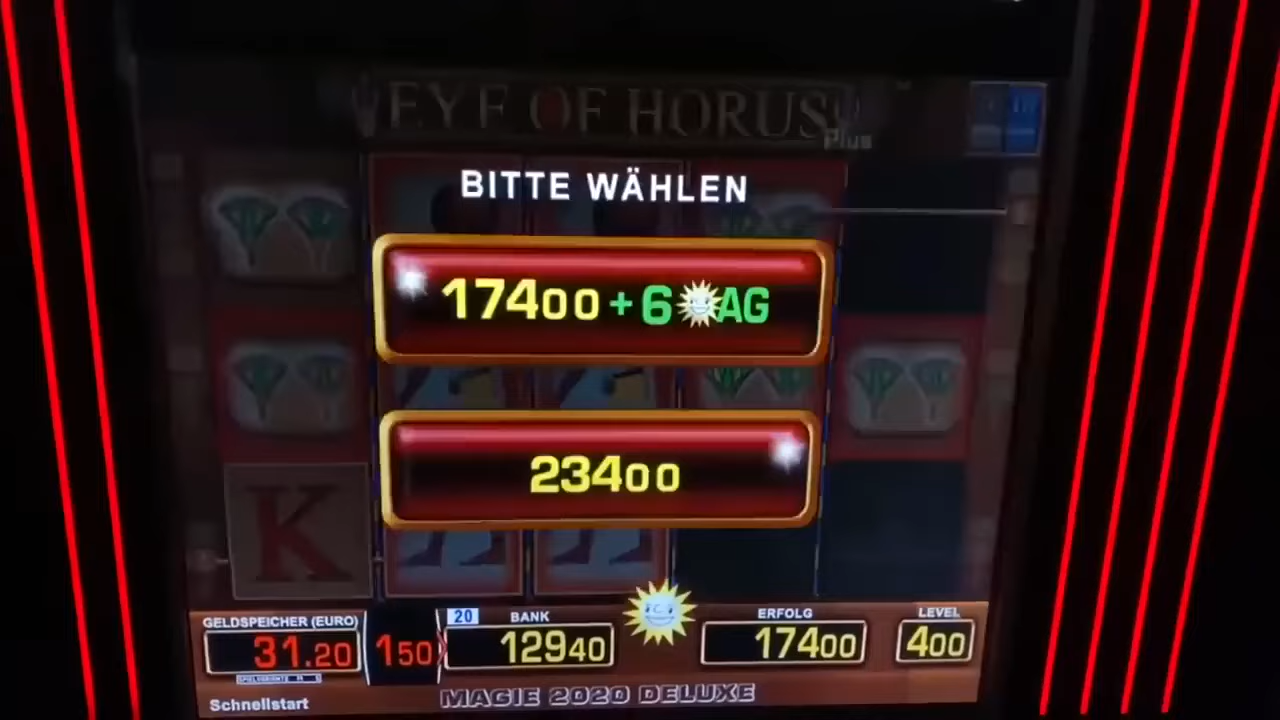 EYE OF HORUS
Plus
BITTE WÄHLEN
17400 + 6 AG
23400
K
GELDSPEICHER (EURO) 20 BANK ERFOLG LEVEL
31.20 150 12940 17400 400
Schnellstart MAGIE 2020 DELUXE